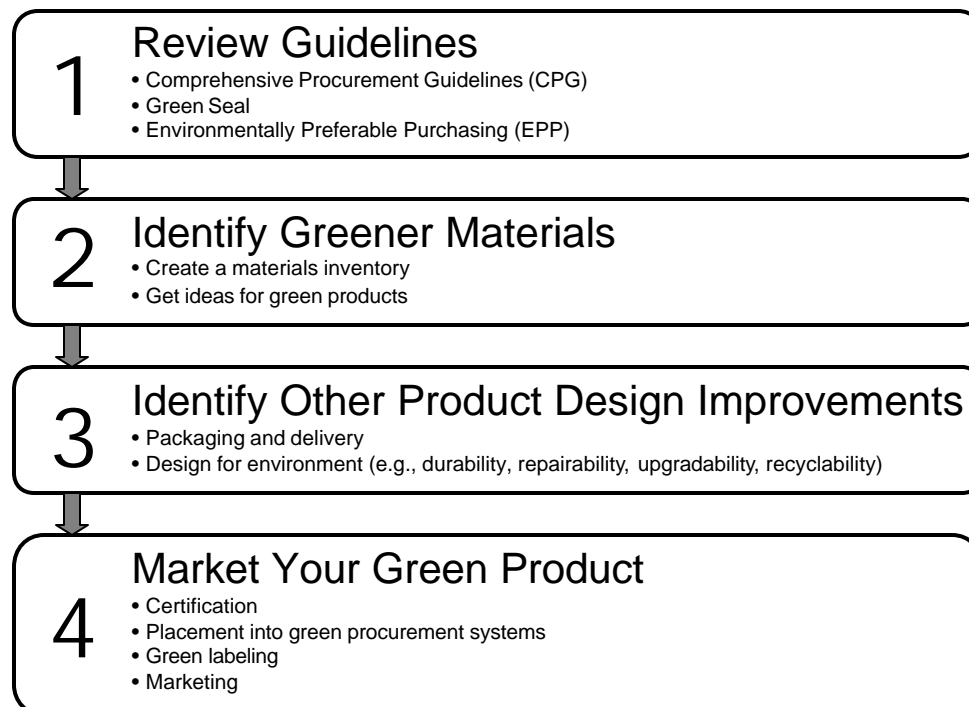 1
Review Guidelines
• Comprehensive Procurement Guidelines (CPG)
• Green Seal
• Environmentally Preferable Purchasing (EPP)
2
Identify Greener Materials
• Create a materials inventory
• Get ideas for green products
3
Identify Other Product Design Improvements
• Packaging and delivery
• Design for environment (e.g., durability, repairability, upgradability, recyclability)
4
Market Your Green Product
• Certification
• Placement into green procurement systems
• Green labeling
• Marketing